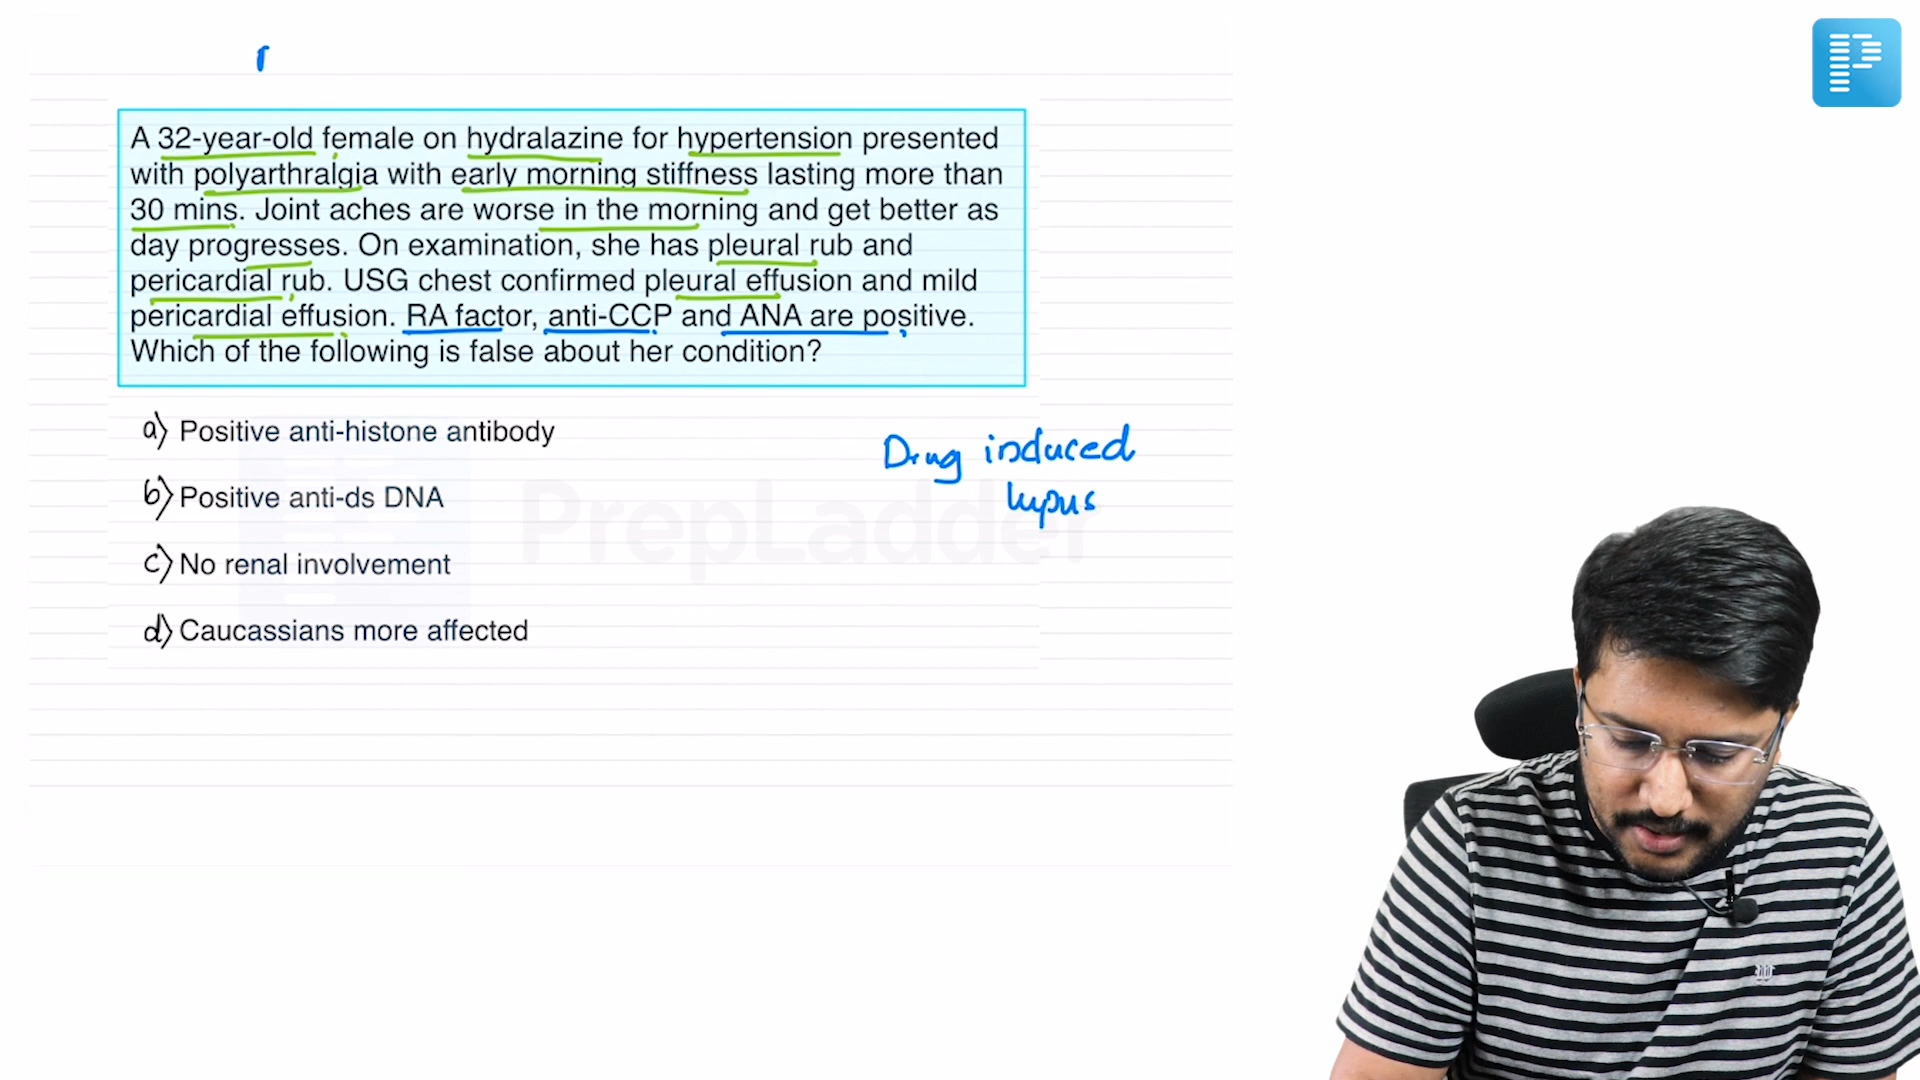 A 32-year-old female on hydralazine for hypertension presented
with polyarthralgia with early morning stiffness lasting more than
30 mins. Joint aches are worse in the morning and get better as
day progresses. On examination, she has pleural rub and
pericardial rub. USG chest confirmed pleural effusion and mild
pericardial effusion. RA factor, anti-CCP and ANA are positive.
Which of the following is false about her condition?
a) Positive anti-histone antibody
b) Positive anti-ds DNA
c) No renal involvement
d) Caucassians more affected
Drug induced
lupus
PrepLadder